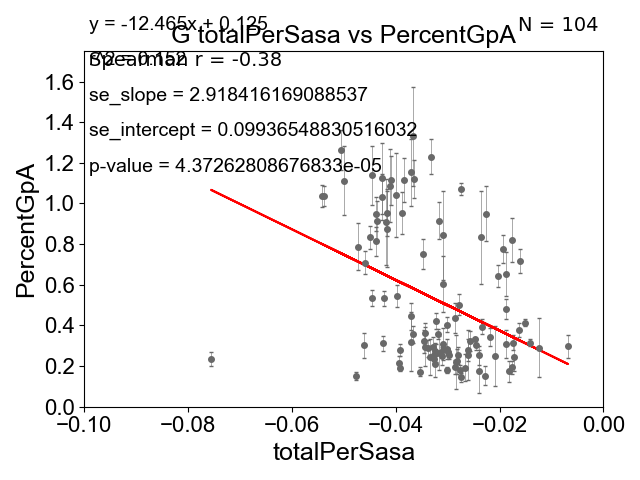 y = -12.465x + 0.125
N = 104
G totalPerSasa vs PercentGpA
Spearman r = -0.38
se_slope = 2.918416169088537
se_intercept = 0.09936548830516032
p-value = 4.37262808676833e-05
PercentGpA
1.6
1.4
1.2
1.0
0.8
0.6
0.4
0.2
0.0
−0.10
−0.08
−0.06
−0.04
−0.02
0.00
totalPerSasa